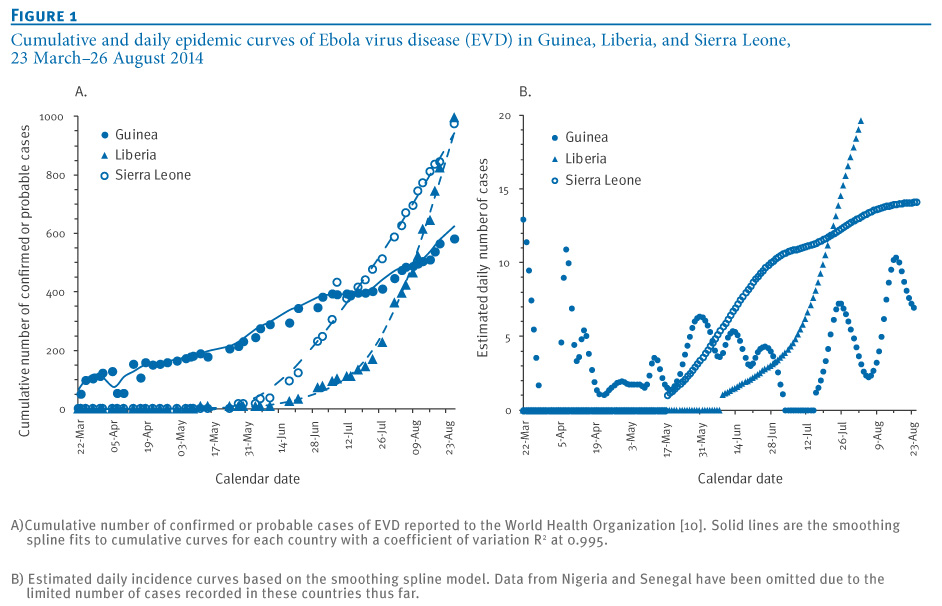 FIGURE 1
Cumulative and daily epidemic curves of Ebola virus disease (EVD) in Guinea, Liberia, and Sierra Leone,
23 March–26 August 2014
A.
Cumulative number of confirmed or probable cases
1000
800
600
400
200
0
Guinea
Liberia
Sierra Leone
22-Mar
05-Apr
19-Apr
03-May
17-May
31-May
14-Jun
28-Jun
12-Jul
26-Jul
09-Aug
23-Aug
Calendar date
B.
Estimated daily number of cases
20
15
10
5
0
Guinea
Liberia
Sierra Leone
22-Mar
5-Apr
19-Apr
3-May
17-May
31-May
14-Jun
28-Jun
12-Jul
26-Jul
9-Aug
23-Aug
Calendar date
A)Cumulative number of confirmed or probable cases of EVD reported to the World Health Organization [10]. Solid lines are the smoothing
spline fits to cumulative curves for each country with a coefficient of variation R² at 0.995.
B) Estimated daily incidence curves based on the smoothing spline model. Data from Nigeria and Senegal have been omitted due to the
limited number of cases recorded in these countries thus far.